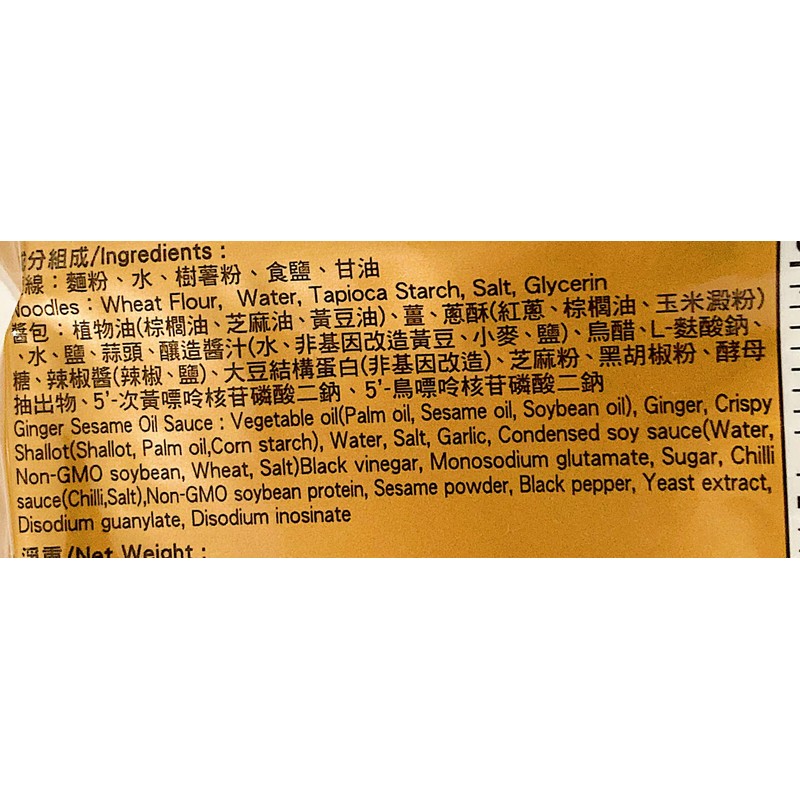 分組成/Ingredients：
線：麵粉、水、樹薯粉、食鹽、甘油
Noodles：Wheat Flour, Water, Tapioca Starch, Salt, Glycerin
醬包：植物油(棕櫚油、芝麻油、黃豆油)、薑、蔥酥(紅蔥、棕櫚油、玉米澱粉)
、水、鹽、蒜頭、釀造醬汁(水、非基因改造黃豆、小麥、鹽)、烏醋、L-麩酸鈉、
糖、辣椒醬(辣椒、鹽)、大豆結構蛋白(非基因改造)、芝麻粉、黑胡椒粉、酵母
抽出物、5'-次黃嘌呤核苷磷酸二鈉、5'-鳥嘌呤核苷磷酸二鈉
Ginger Sesame Oil Sauce：Vegetable oil(Palm oil, Sesame oil, Soybean oil), Ginger, Crispy
Shallot(Shallot, Palm oil,Corn starch), Water, Salt, Garlic, Condensed soy sauce(Water,
Non-GMO soybean, Wheat, Salt)Black vinegar, Monosodium glutamate, Sugar, Chilli
sauce(Chilli,Salt),Non-GMO soybean protein, Sesame powder, Black pepper, Yeast extract,
Disodium guanylate, Disodium inosinate
淨重/Net Weight：